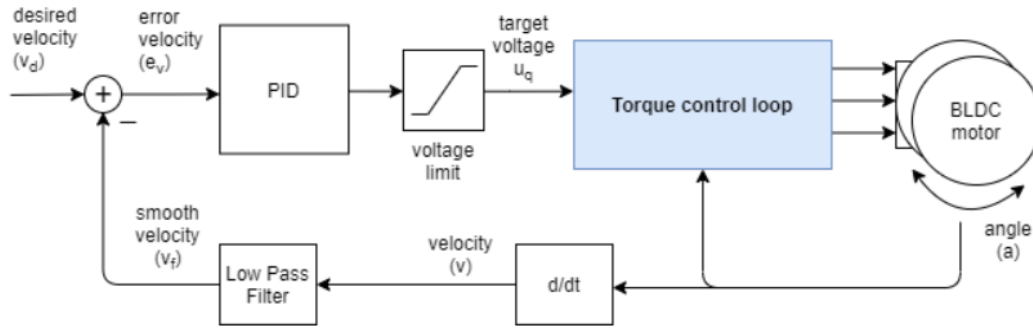 desired
velocity
(v_d)
error
velocity
(e_v)
PID
target
voltage
u_q
Torque control loop
BLDC
motor
+
−
voltage
limit
smooth
velocity
(v_f)
velocity
(v)
angle
(a)
Low Pass
Filter
d/dt